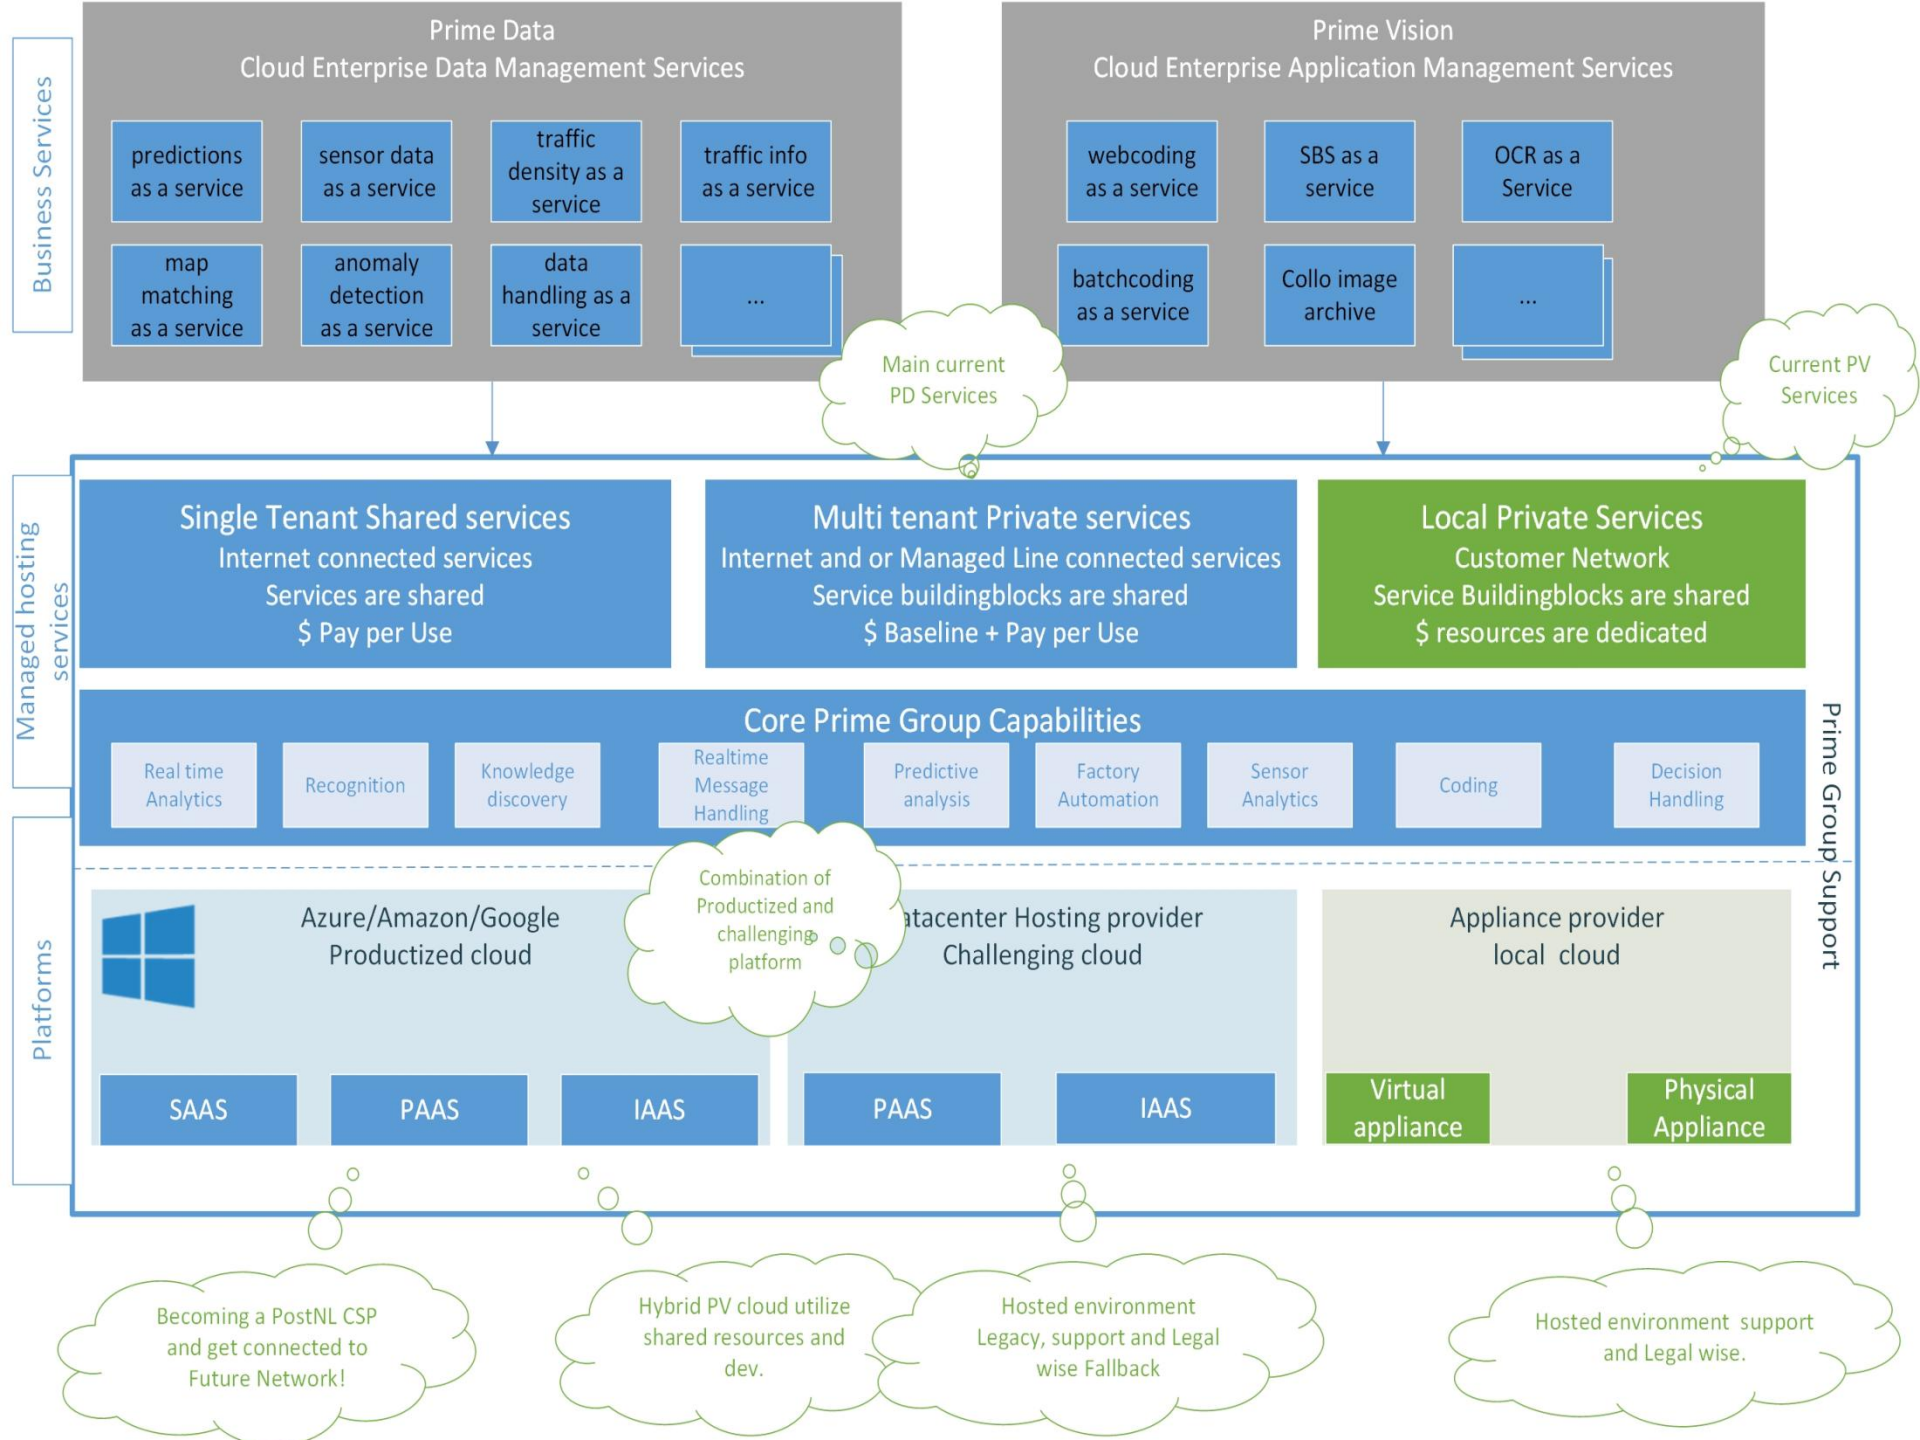 Prime Data
Cloud Enterprise Data Management Services
predictions
as a service
sensor data
as a service
traffic
density as a
service
traffic info
as a service
map
matching
as a service
anomaly
detection
as a service
data
handling as a
service
...
Prime Vision
Cloud Enterprise Application Management Services
webcoding
as a service
SBS as a
service
OCR as a
Service
batchcoding
as a service
Collo image
archive
...
Business Services
Main current
PD Services
Current PV
Services
Managed hosting
services
Single Tenant Shared services
Internet connected services
Services are shared
$ Pay per Use
Multi tenant Private services
Internet and or Managed Line connected services
Service buildingblocks are shared
$ Baseline + Pay per Use
Local Private Services
Customer Network
Service Buildingblocks are shared
$ resources are dedicated
Core Prime Group Capabilities
Real time
Analytics
Recognition
Knowledge
discovery
Realtime
Message
Handling
Predictive
analysis
Factory
Automation
Sensor
Analytics
Coding
Decision
Handling
Prime Group Support
Platforms
Azure/Amazon/Google
Productized cloud
Combination of
Productized and
challenging
platform
Hosting provider
Challenging cloud
Appliance provider
local cloud
SAAS
PAAS
IAAS
PAAS
IAAS
Virtual
appliance
Physical
Appliance
Becoming a PostNL CSP
and get connected to
Future Network!
Hybrid PV cloud utilize
shared resources and
dev.
Hosted environment
Legacy, support and Legal
wise Fallback
Hosted environment support
and Legal wise.